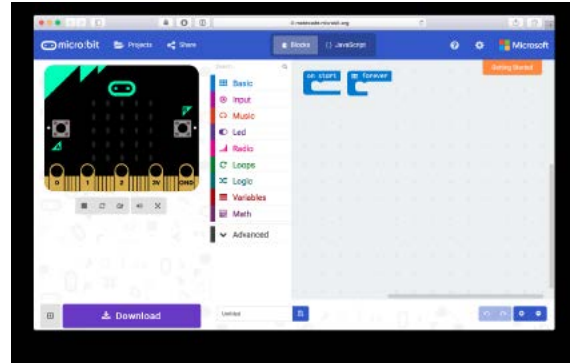 micro:bit Projects Share Blocks {} JavaScript Microsoft
Getting Started
Search...
Basic
Input
Music
Led
Radio
Loops
Logic
Variables
Math
Advanced
on start
forever
0 1 2 3V GND
Download
Untitled